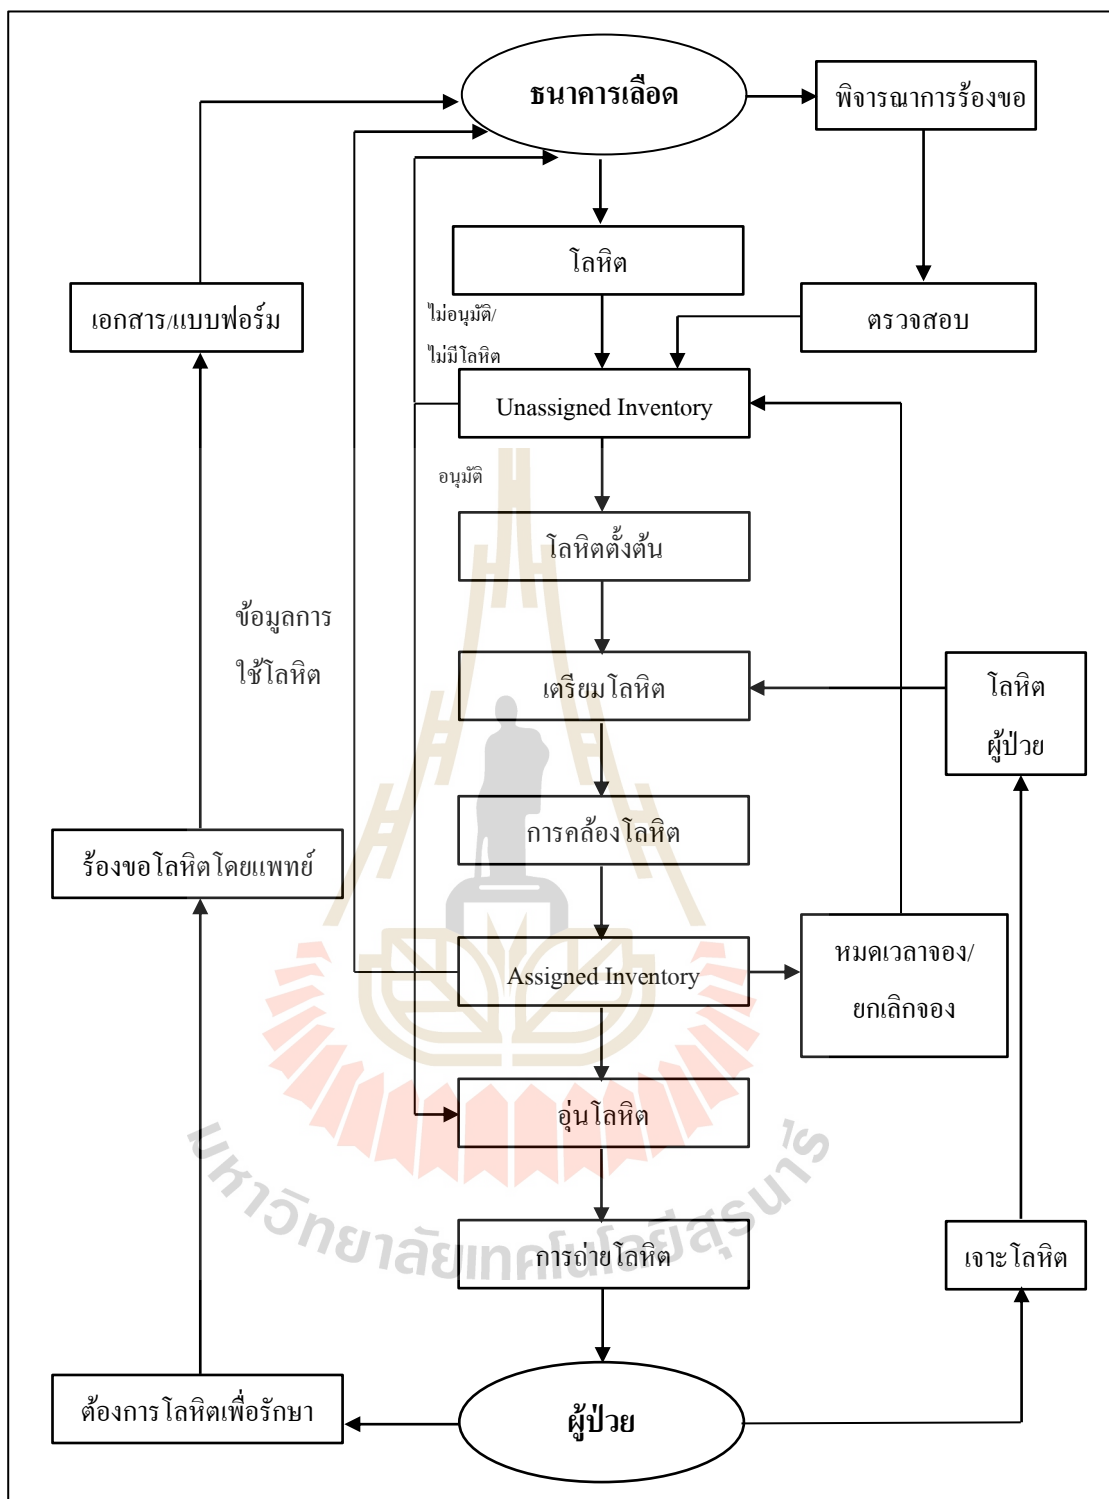 ธนาคารเลือด
พิจารณาการร้องขอ
โลหิต
เอกสาร/แบบฟอร์ม
ไม่อนุมัติ/
ไม่มีโลหิต
ตรวจสอบ
Unassigned Inventory
อนุมัติ
โลหิตตั้งต้น
ข้อมูลการ
ใช้โลหิต
เตรียมโลหิต
โลหิต
ผู้ป่วย
การคล้องโลหิต
ร้องขอโลหิตโดยแพทย์
Assigned Inventory
หมดเวลาจอง/
ยกเลิกจอง
อุ่นโลหิต
มหาวิทยาลัยเทคโนโลยีสุรนารี
การถ่ายโลหิต
เจาะโลหิต
ต้องการโลหิตเพื่อรักษา
ผู้ป่วย